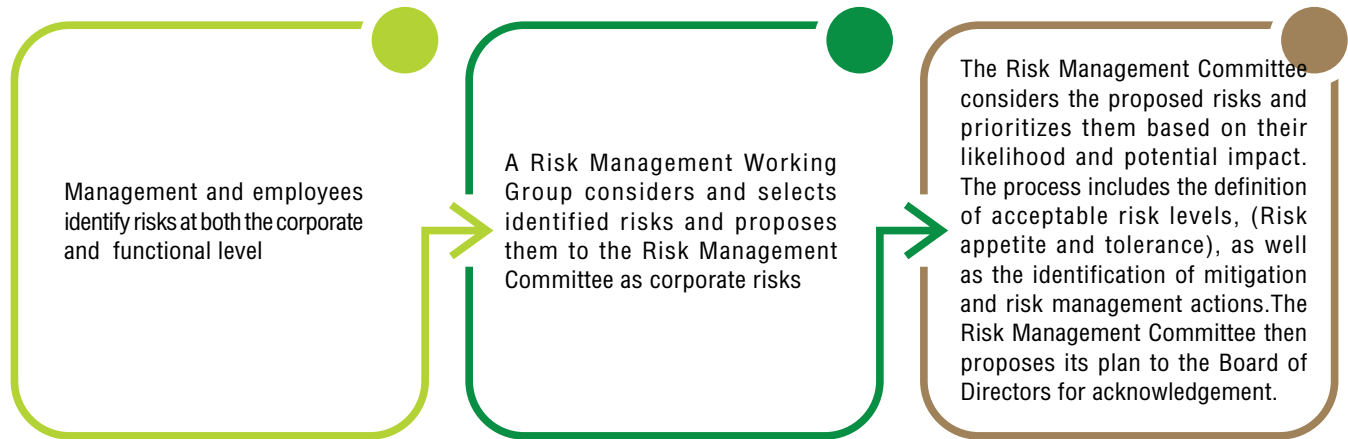 Management and employees
identify risks at both the corporate
and functional level
A Risk Management Working
Group considers and selects
identified risks and proposes
them to the Risk Management
Committee as corporate risks
The Risk Management Committee
considers the proposed risks and
prioritizes them based on their
likelihood and potential impact.
The process includes the definition
of acceptable risk levels, (Risk
appetite and tolerance), as well
as the identification of mitigation
and risk management actions.The
Risk Management Committee then
proposes its plan to the Board of
Directors for acknowledgement.